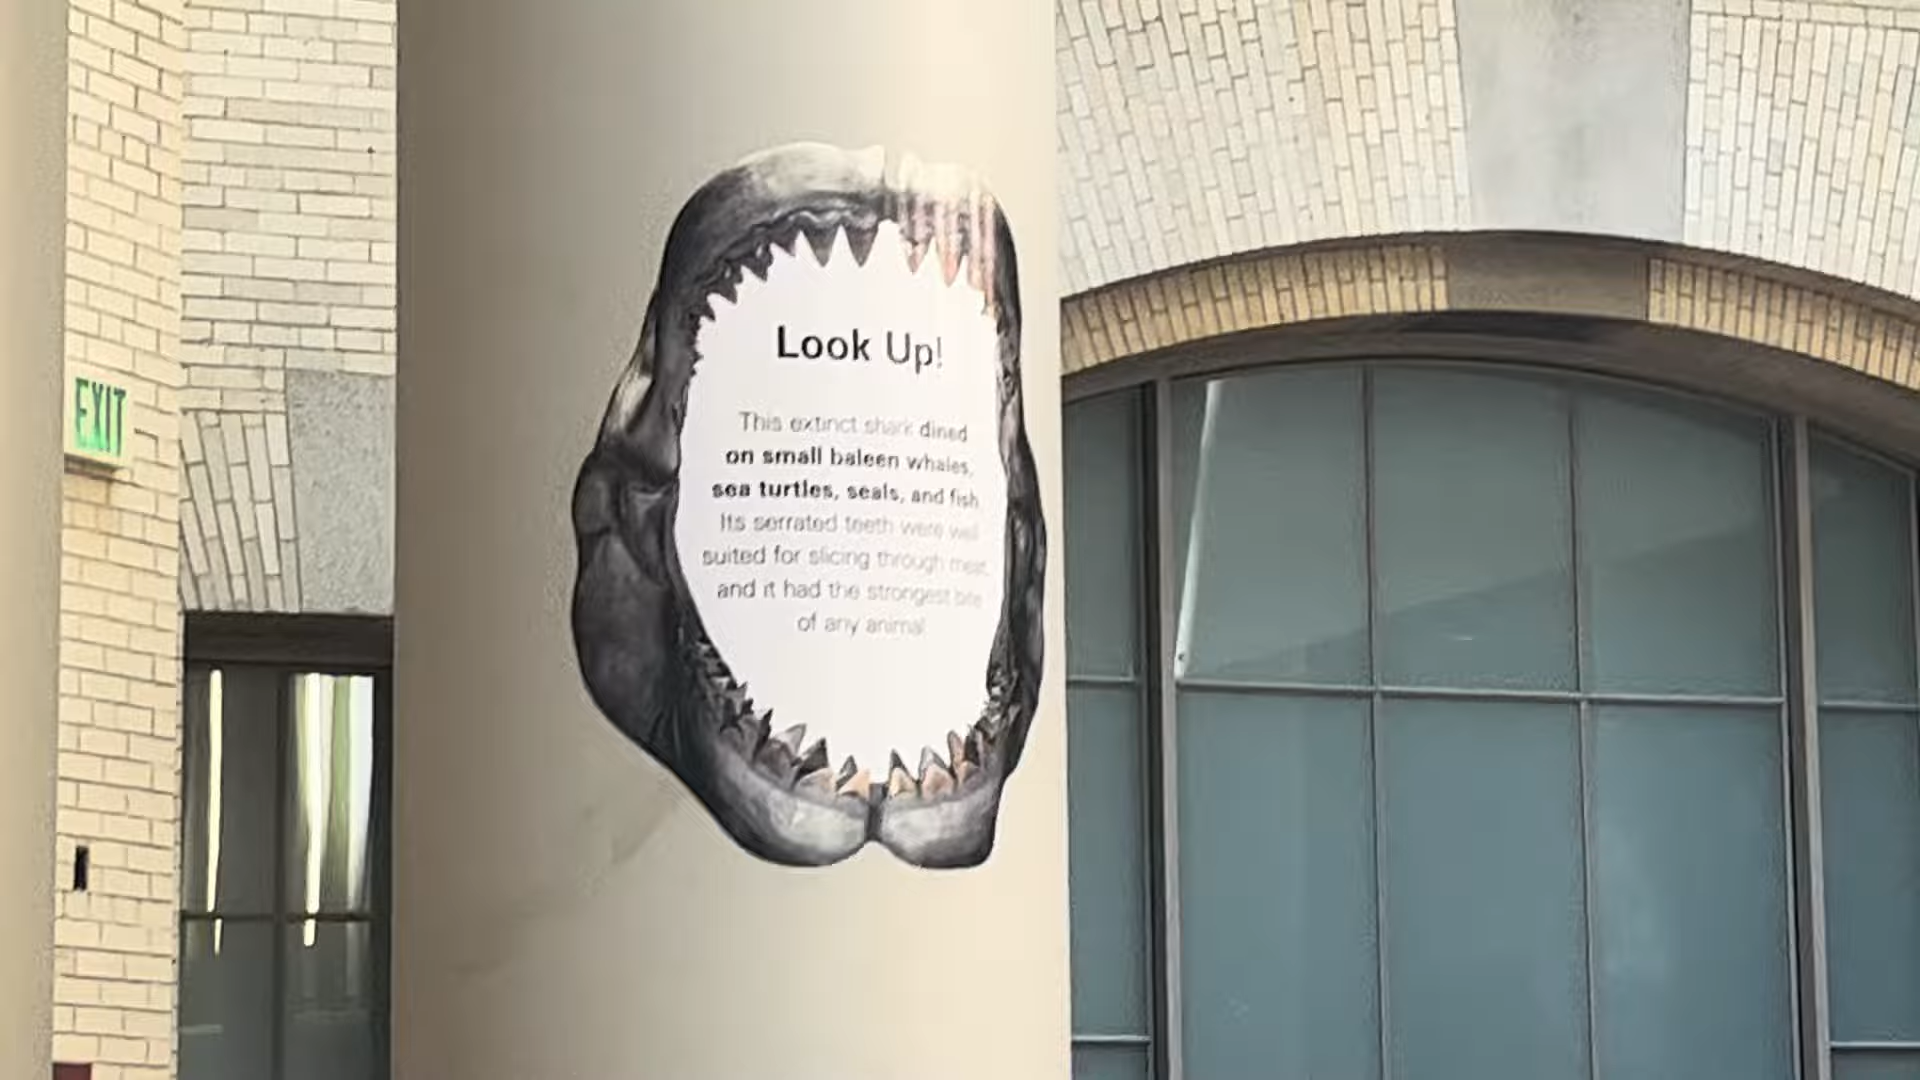 Look Up!
This extinct shark dined
on small baleen whales,
sea turtles, seals, and fish
Its serrated teeth were well
suited for slicing through meat,
and it had the strongest bite
of any animal
EXIT